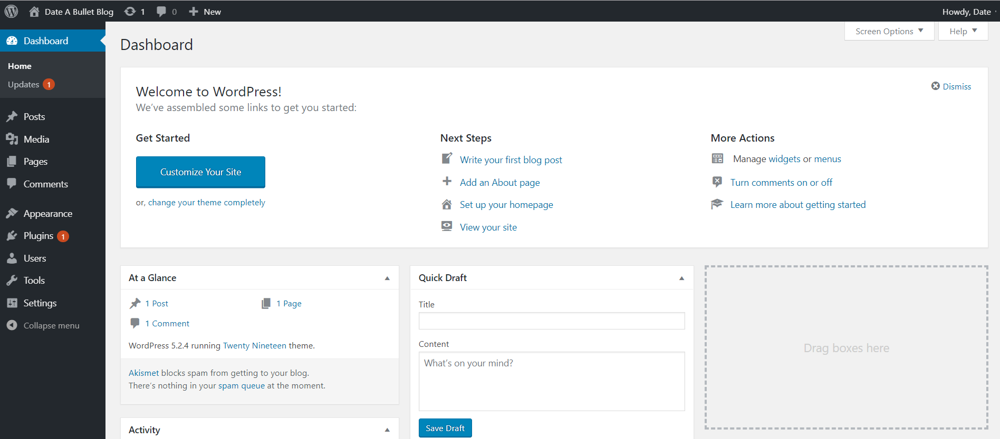 Date A Bullet Blog 1 0 New Howdy, Date
Dashboard
Home
Updates 1
Posts
Media
Pages
Comments
Appearance
Plugins 1
Users
Tools
Settings
Collapse menu
Screen Options Help
Dashboard
Welcome to WordPress!
Dismiss
We've assembled some links to get you started:
Get Started
Customize Your Site
or, change your theme completely
Next Steps
Write your first blog post
Add an About page
Set up your homepage
View your site
More Actions
Manage widgets or menus
Turn comments on or off
Learn more about getting started
At a Glance
1 Post 1 Page
1 Comment
WordPress 5.2.4 running Twenty Nineteen theme.
Akismet blocks spam from getting to your blog.
There's nothing in your spam queue at the moment.
Activity
Quick Draft
Title
Content
What's on your mind?
Save Draft
Drag boxes here